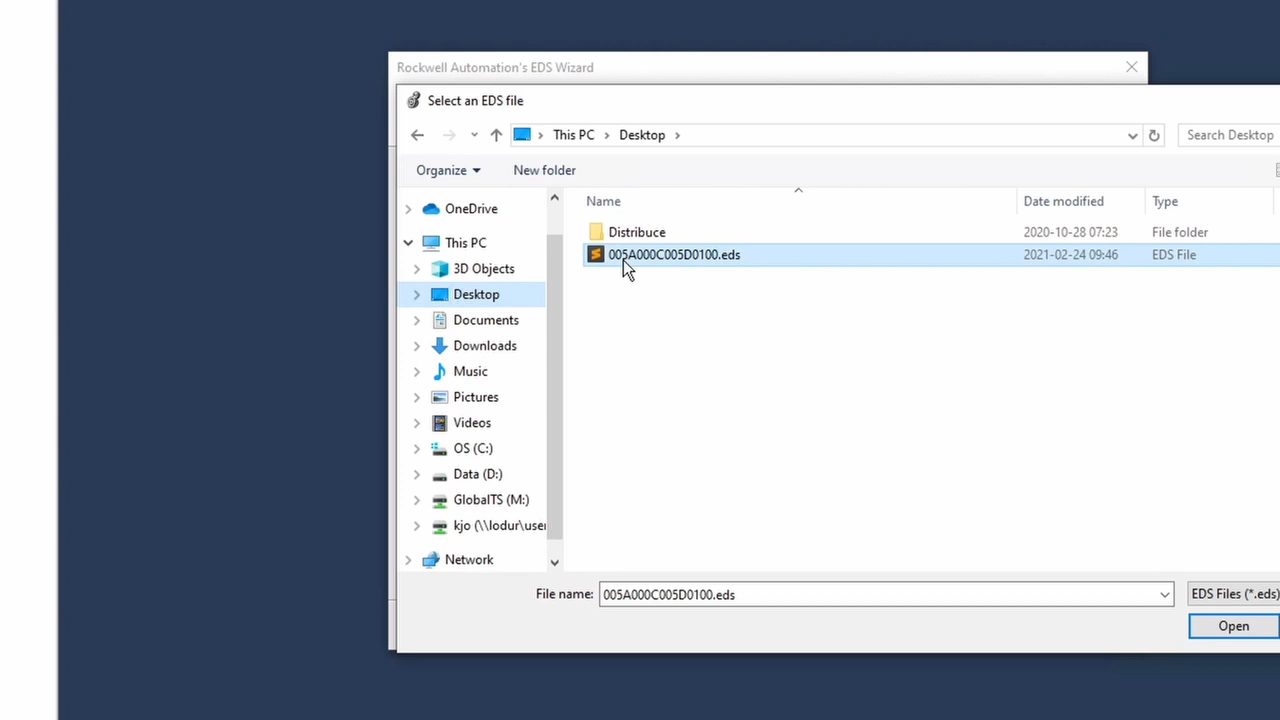 Rockwell Automation's EDS Wizard
Select an EDS file
This PC > Desktop >
Search Desktop
Organize
New folder
Name
Date modified
Type
OneDrive
This PC
3D Objects
Desktop
Documents
Downloads
Music
Pictures
Videos
OS (C:)
Data (D:)
GlobalTS (M:)
kjo (\\lodur\user
Network
Distribuce
2020-10-28 07:23
File folder
005A000C005D0100.eds
2021-02-24 09:46
EDS File
File name:
005A000C005D0100.eds
EDS Files (*.eds)
Open